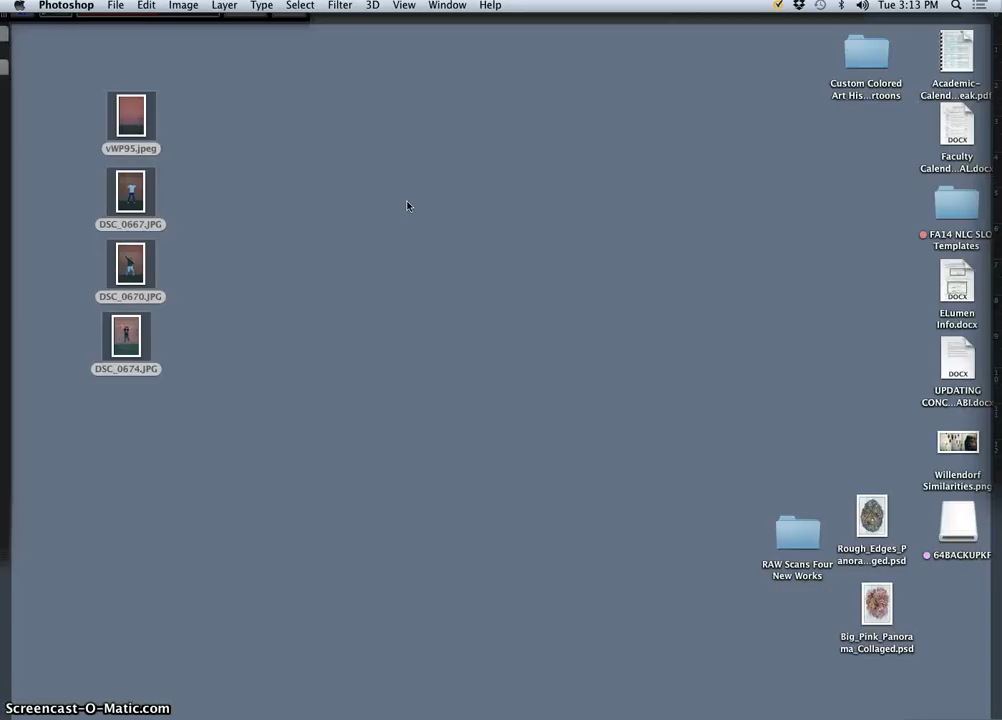 Photoshop File Edit Image Layer Type Select Filter 3D View Window Help Tue 3:13 PM
Custom Colored
Art His...rtoons
Academic-
Calend...eak.pdf
vWP95.jpeg
DOCX
Faculty
Calend...AL.docx
DSC_0667.JPG
FA14 NLC SLO
Templates
DSC_0670.JPG
DOCX
ELumen
Info.docx
DSC_0674.JPG
DOCX
UPDATING
CONC...ABI.docx
Willendorf
Similarities.png
Rough_Edges_P
anora...ged.psd
64BACKUPKF
RAW Scans Four
New Works
Big_Pink_Panora
ma_Collaged.psd
Screencast-O-Matic.com